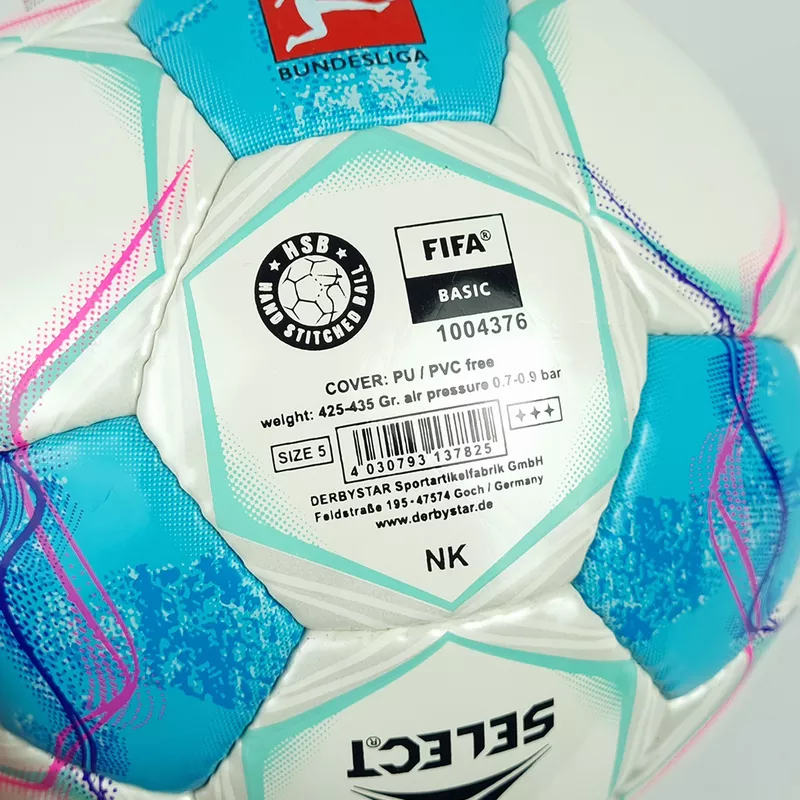 BUNDESLIGA
HSB
HAND STITCHED BALL
FIFA®
BASIC
1004376
COVER: PU / PVC free
weight: 425-435 Gr. air pressure 0.7-0.9 bar
SIZE 5
4 030793 137825
DERBYSTAR Sportartikelfabrik GmbH
Feldstraße 195 - 47574 Goch / Germany
www.derbystar.de
NK
SELECT®